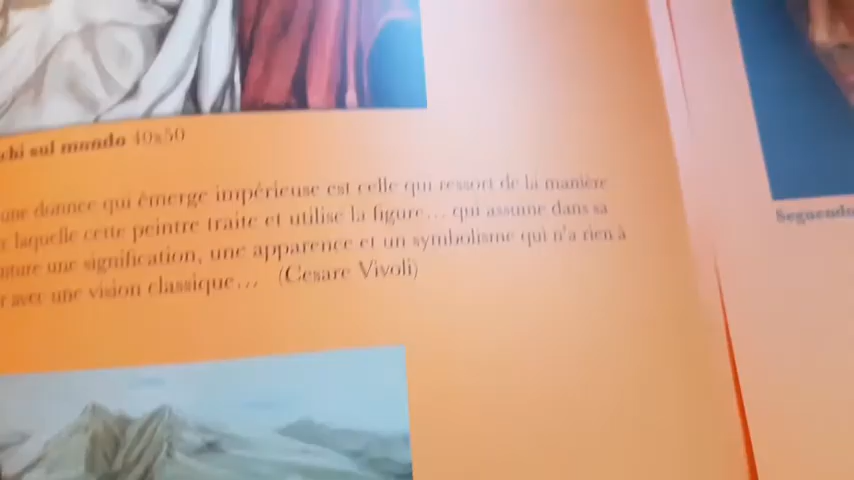 chi sul mondo 40x50
une donnee qui émerge impérieuse est celle qui ressort de la manière
laquelle cette peintre traite et utilise la figure… qui assume dans sa
une signification, une apparence et un symbolisme qui n'a rien à
avec une vision classique… (Cesare Vivoli)